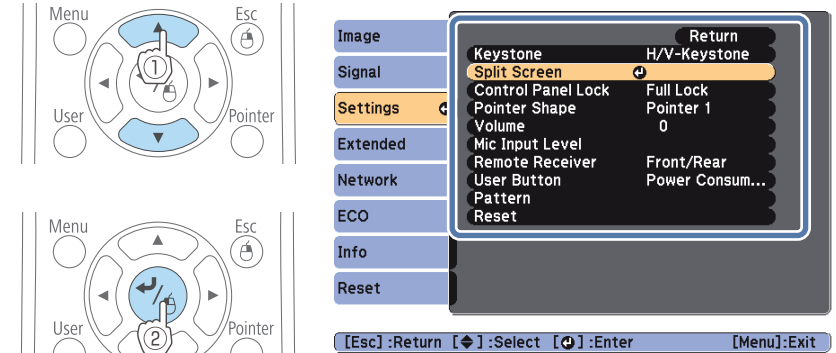 Menu
Esc
①
User
Pointer
Menu
Esc
②
User
Pointer
Image
Signal
Settings
Extended
Network
ECO
Info
Reset
Return
Keystone H/V-Keystone
Split Screen
Control Panel Lock Full Lock
Pointer Shape Pointer 1
Volume 0
Mic Input Level
Remote Receiver Front/Rear
User Button Power Consum...
Pattern
Reset
[Esc] :Return [◆] :Select [⏎] :Enter [Menu]:Exit